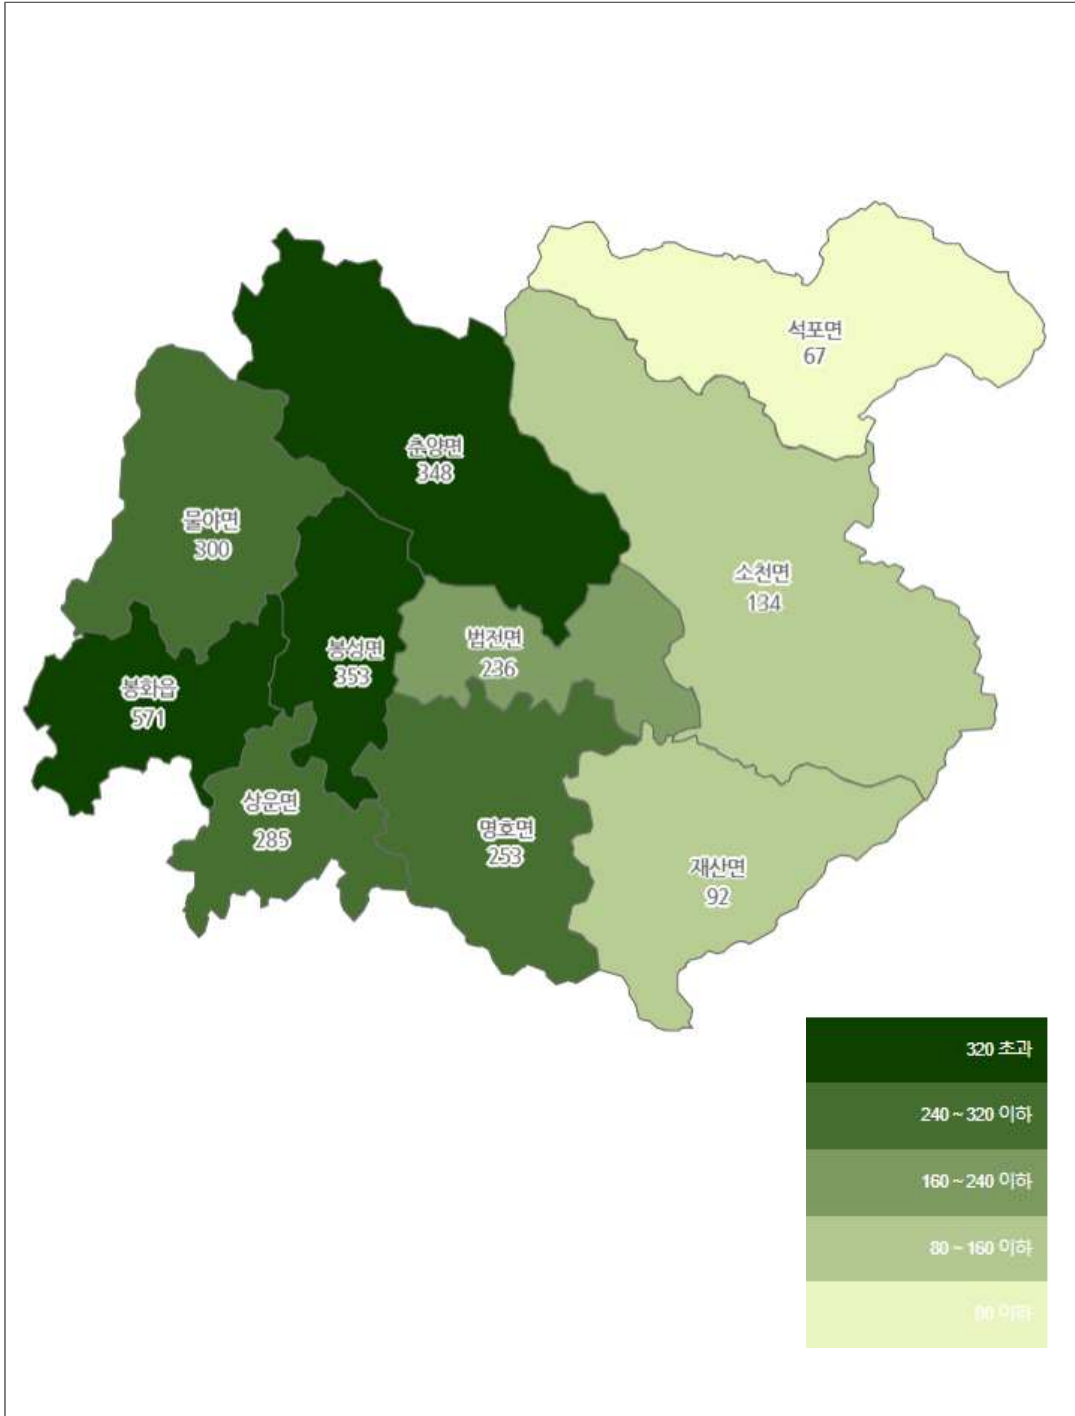 석포면
67
춘양면
348
물야면
300
소천면
134
법전면
236
봉성면
353
봉화읍
571
상운면
285
명호면
253
재산면
92
320 초과
240 ~ 320 이하
160 ~ 240 이하
80 ~ 160 이하
80 이하